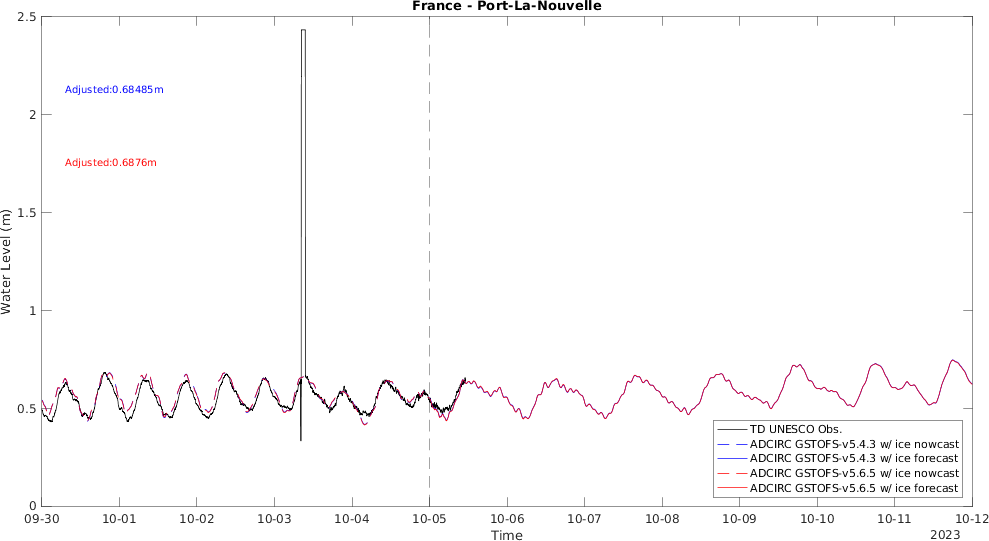 France - Port-La-Nouvelle
2.5
2
1.5
1
0.5
0
Water Level (m)
Adjusted:0.68485m
Adjusted:0.6876m
TD UNESCO Obs.
ADCIRC GSTOFS-v5.4.3 w/ ice nowcast
ADCIRC GSTOFS-v5.4.3 w/ ice forecast
ADCIRC GSTOFS-v5.6.5 w/ ice nowcast
ADCIRC GSTOFS-v5.6.5 w/ ice forecast
09-30 10-01 10-02 10-03 10-04 10-05 10-06 10-07 10-08 10-09 10-10 10-11 10-12
Time
2023